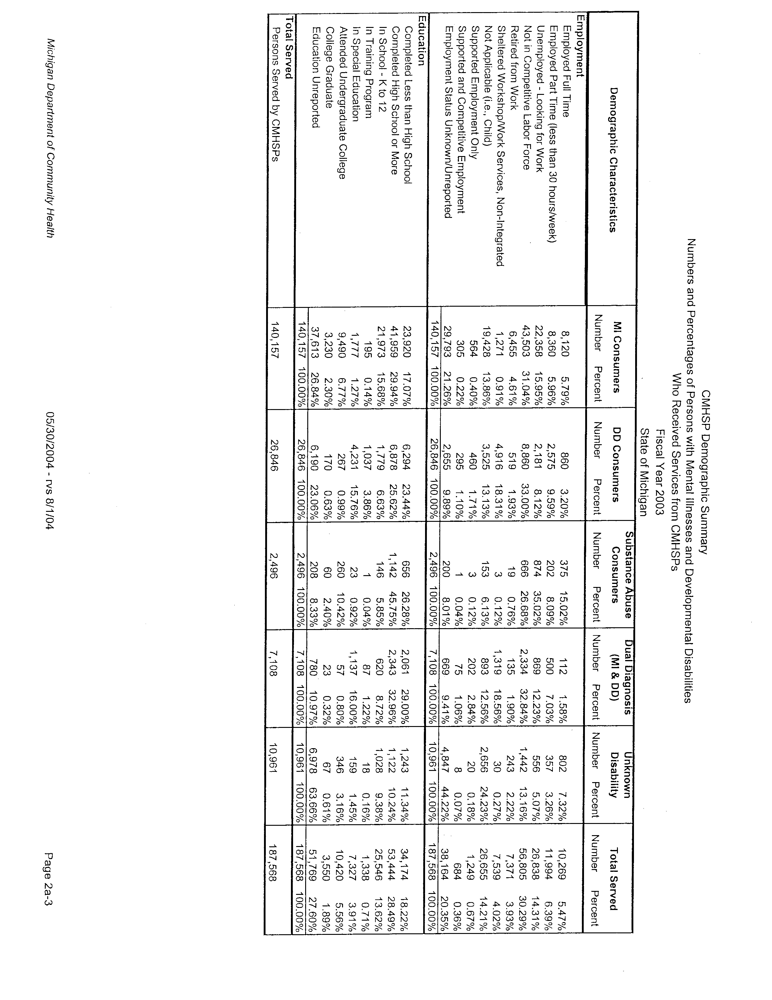 CMHSP Demographic Summary
Numbers and Percentages of Persons with Mental Illnesses and Developmental Disabilities
Who Received Services from CMHSPs
Fiscal Year 2003
State of Michigan
Demographic Characteristics MI Consumers DD Consumers Substance Abuse Consumers Dual Diagnosis (MI & DD) Unknown Disability Total Served
Number Percent Number Percent Number Percent Number Percent Number Percent Number Percent
Employment
Employed Full Time 8,120 5.79% 860 3.20% 375 15.02% 112 1.58% 802 7.32% 10,269 5.47%
Employed Part Time (less than 30 hours/week) 8,360 5.96% 2,575 9.59% 202 8.09% 500 7.03% 357 3.26% 11,994 6.39%
Unemployed - Looking for Work 22,358 15.95% 2,181 8.12% 874 35.02% 869 12.23% 556 5.07% 26,838 14.31%
Not in Competitive Labor Force 43,503 31.04% 8,860 33.00% 666 26.68% 2,334 32.84% 1,442 13.16% 56,805 30.29%
Retired from Work 6,455 4.61% 519 1.93% 19 0.76% 135 1.90% 243 2.22% 7,371 3.93%
Sheltered Workshop/Work Services, Non-Integrated 1,271 0.91% 4,916 18.31% 3 0.12% 1,319 18.56% 30 0.27% 7,539 4.02%
Not Applicable (i.e., Child) 19,428 13.86% 3,525 13.13% 153 6.13% 893 12.56% 2,656 24.23% 26,655 14.21%
Supported Employment Only 564 0.40% 460 1.71% 3 0.12% 202 2.84% 20 0.18% 1,249 0.67%
Supported and Competitive Employment 305 0.22% 295 1.10% 1 0.04% 75 1.06% 8 0.07% 684 0.36%
Employment Status Unknown/Unreported 29,793 21.26% 2,655 9.89% 200 8.01% 669 9.41% 4,847 44.22% 38,164 20.35%
140,157 100.00% 26,846 100.00% 2,496 100.00% 7,108 100.00% 10,961 100.00% 187,568 100.00%
Education
Completed Less than High School 23,920 17.07% 6,294 23.44% 656 26.28% 2,061 29.00% 1,243 11.34% 34,174 18.22%
Completed High School or More 41,959 29.94% 6,878 25.62% 1,142 45.75% 2,343 32.96% 1,122 10.24% 53,444 28.49%
In School - K to 12 21,973 15.68% 1,779 6.63% 146 5.85% 620 8.72% 1,028 9.38% 25,546 13.62%
In Training Program 195 0.14% 1,037 3.86% 1 0.04% 87 1.22% 18 0.16% 1,338 0.71%
In Special Education 1,777 1.27% 4,231 15.76% 23 0.92% 1,137 16.00% 159 1.45% 7,327 3.91%
Attended Undergraduate College 9,490 6.77% 267 0.99% 260 10.42% 57 0.80% 346 3.16% 10,420 5.56%
College Graduate 3,230 2.30% 170 0.63% 60 2.40% 23 0.32% 67 0.61% 3,550 1.89%
Education Unreported 37,613 26.84% 6,190 23.06% 208 8.33% 780 10.97% 6,978 63.66% 51,769 27.60%
140,157 100.00% 26,846 100.00% 2,496 100.00% 7,108 100.00% 10,961 100.00% 187,568 100.00%
Total Served
Persons Served by CMHSPs 140,157 26,846 2,496 7,108 10,961 187,568
Michigan Department of Community Health 05/30/2004 - rvs 8/1/04 Page 2a-3